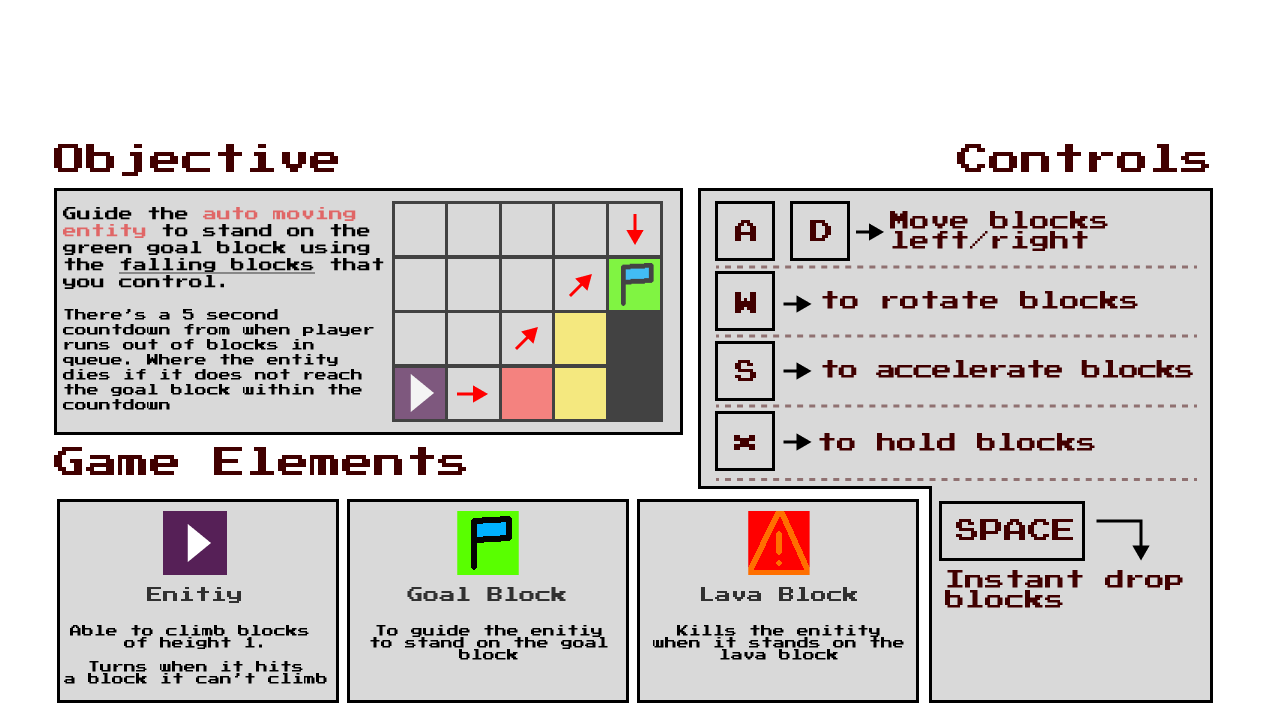 Objective
Guide the auto moving
entity to stand on the
green goal block using
the falling blocks that
you control.
There's a 5 second
countdown from when player
runs out of blocks in
queue. Where the entity
dies if it does not reach
the goal block within the
countdown
Controls
A D Move blocks
left/right
W to rotate blocks
S to accelerate blocks
x to hold blocks
SPACE
Instant drop
blocks
Game Elements
Enitiy
Able to climb blocks
of height 1.
Turns when it hits
a block it can't climb
Goal Block
To guide the enitiy
to stand on the goal
block
Lava Block
Kills the enitity
when it stands on the
lava block